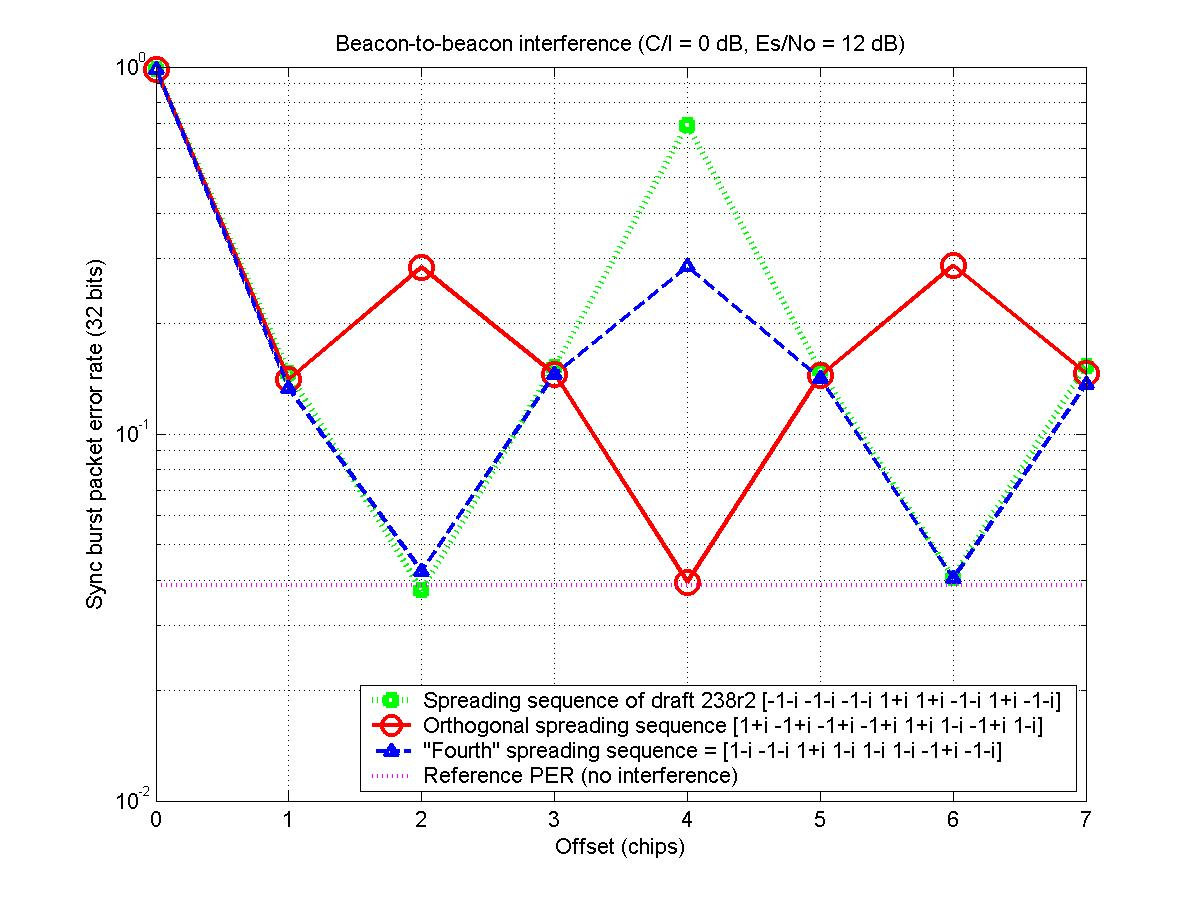 Beacon-to-beacon interference (C/I = 0 dB, Es/No = 12 dB)
10^0
10^-1
10^-2
Sync burst packet error rate (32 bits)
Spreading sequence of draft 238r2 [-1-i -1-i -1-i 1+i 1+i -1-i 1+i -1-i]
Orthogonal spreading sequence [1+i -1+i -1+i -1+i 1+i 1-i -1+i 1-i]
"Fourth" spreading sequence = [1-i -1-i 1+i 1-i 1-i 1-i -1+i -1-i]
Reference PER (no interference)
0 1 2 3 4 5 6 7
Offset (chips)